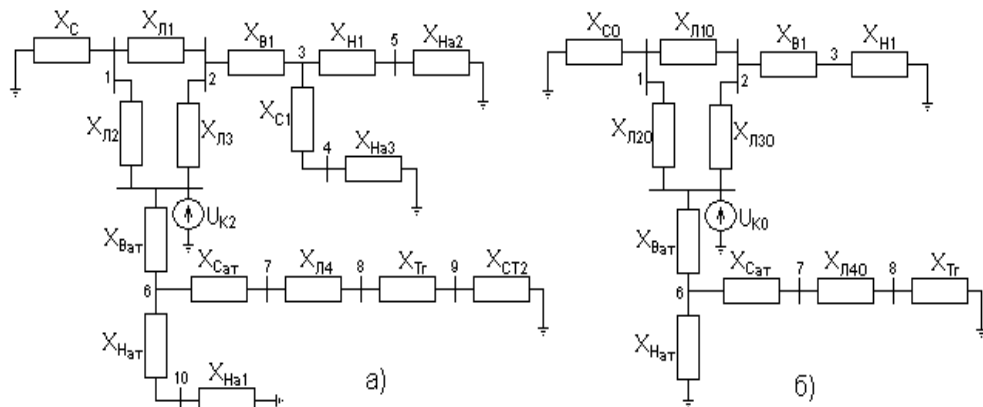 X_С X_Л1 X_В1 3 X_Н1 5 X_На2
1 2
X_Л2 X_Л3 X_С1
4 X_На3
U_К2
X_Ват
X_Сат 7 X_Л4 8 X_Тг 9 X_СТ2
6
X_Нат
10 X_На1
а)
X_С0 X_Л10 X_В1 3 X_Н1
1 2
X_Л20 X_Л30
U_К0
X_Ват
X_Сат 7 X_Л40 8 X_Тг
6
X_Нат
б)